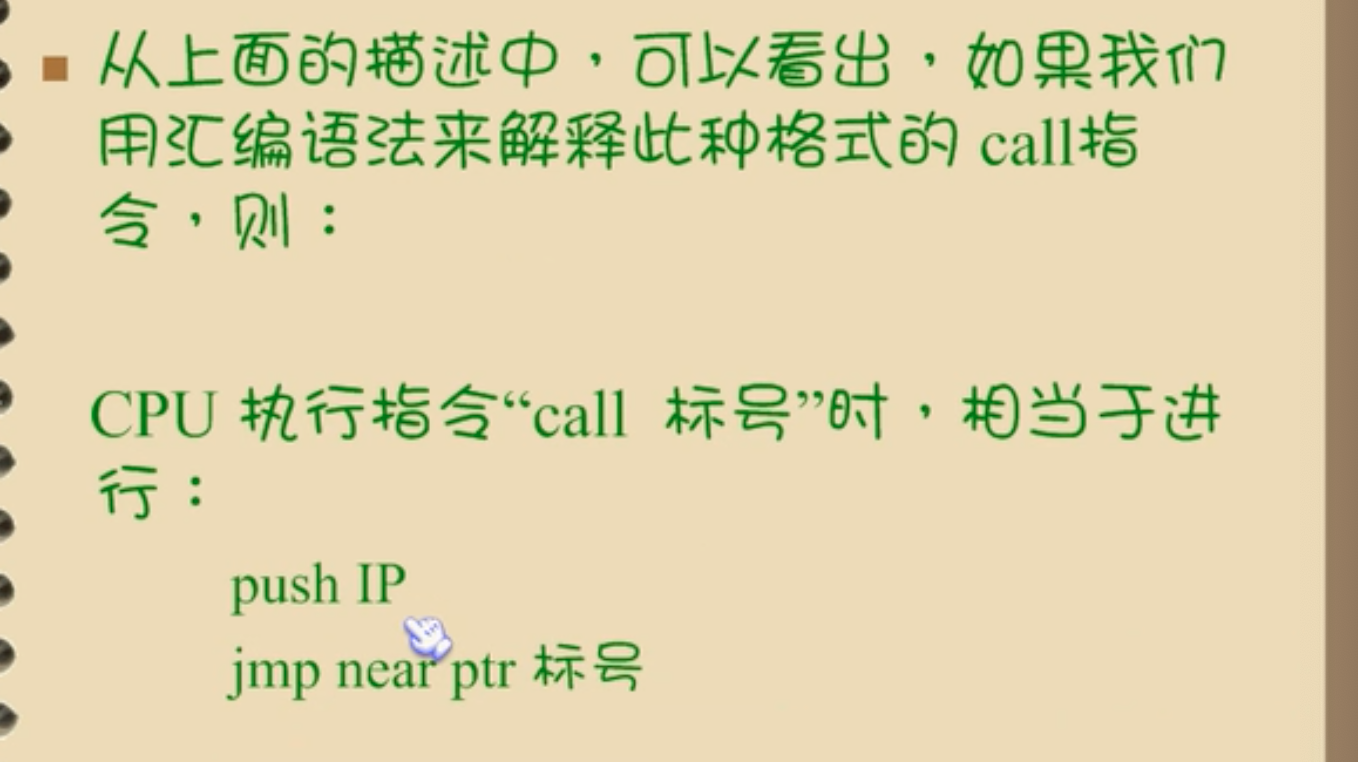 从上面的描述中，可以看出，如果我们
用汇编语法来解释此种格式的 call指
令，则：
CPU 执行指令“call 标号”时，相当于进
行：
push IP
jmp near ptr 标号